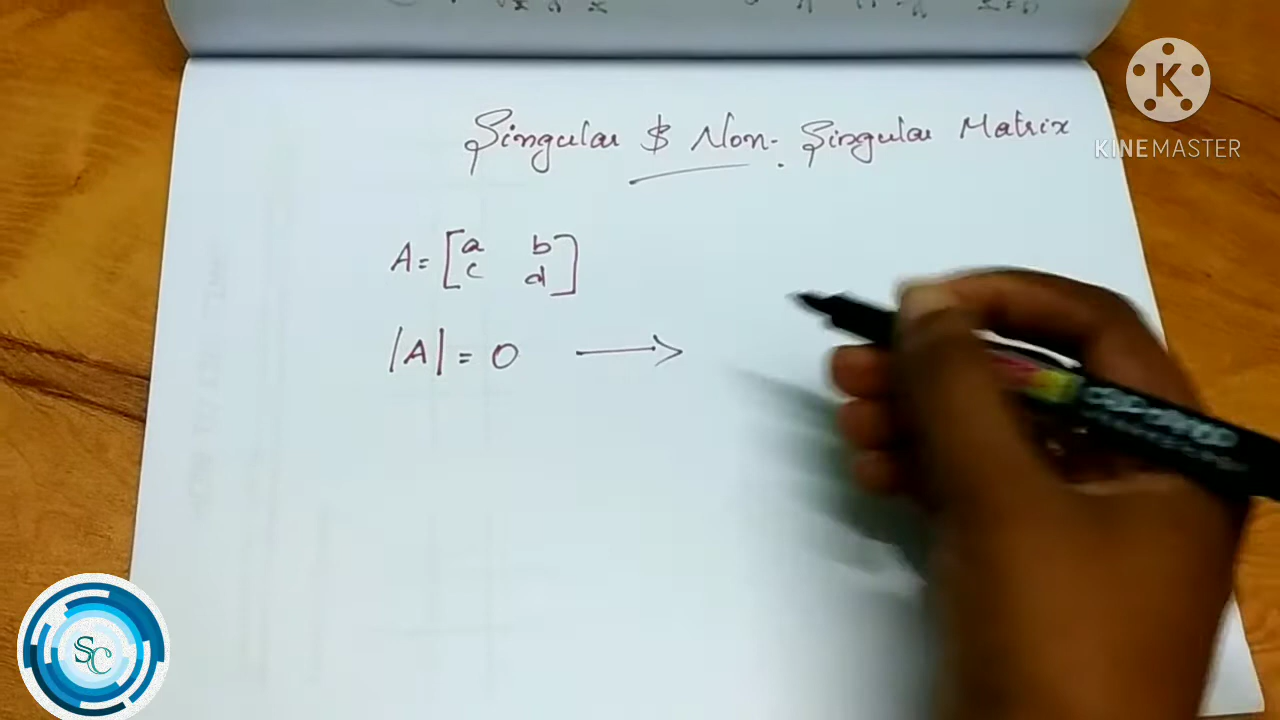 Singular & Non-Singular Matrix
A = [a b
c d]
|A| = 0 →
K
KINEMASTER
SC